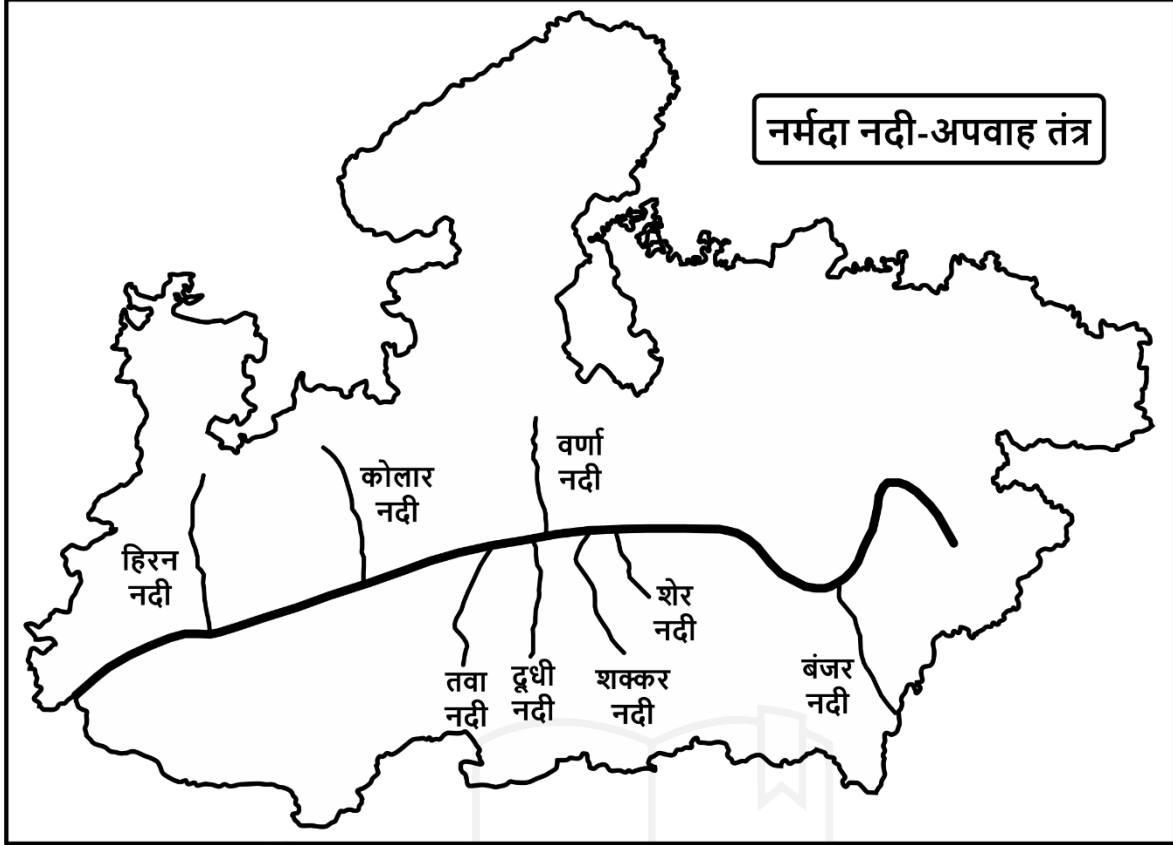 नर्मदा नदी-अपवाह तंत्र
वर्णा
नदी
कोलार
नदी
हिरन
नदी
शेर
नदी
तवा
नदी
दूधी
नदी
शक्कर
नदी
बंजर
नदी